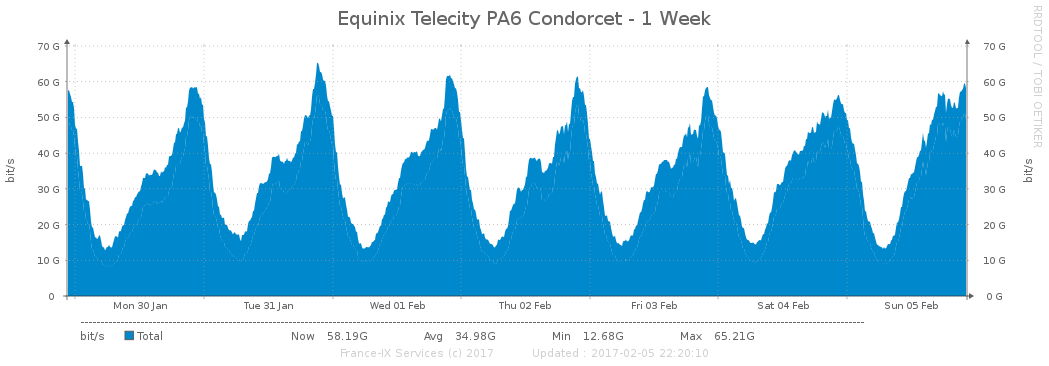 Equinix Telecity PA6 Condorcet - 1 Week
RRDTOOL / TOBI OETIKER
70 G 70 G
60 G 60 G
50 G 50 G
40 G 40 G
bit/s bit/s
30 G 30 G
20 G 20 G
10 G 10 G
0 0 G
Mon 30 Jan Tue 31 Jan Wed 01 Feb Thu 02 Feb Fri 03 Feb Sat 04 Feb Sun 05 Feb
bit/s Total Now 58.19G Avg 34.98G Min 12.68G Max 65.21G
France-IX Services (c) 2017 Updated : 2017-02-05 22:20:10